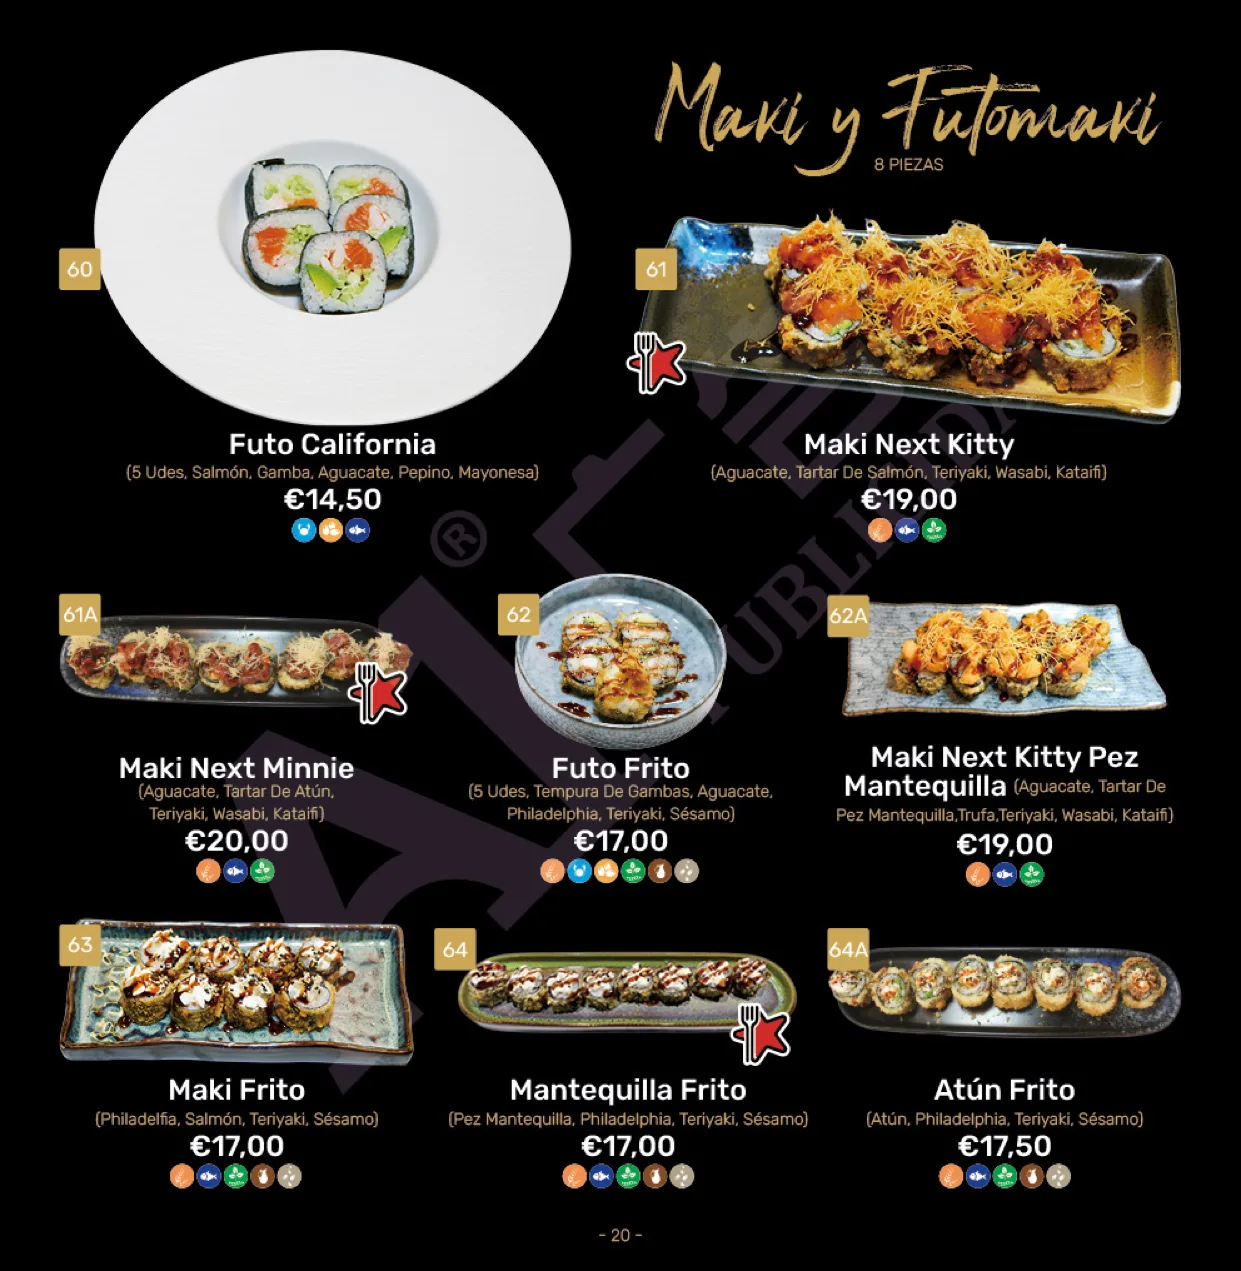 Maki y Futomaki
8 PIEZAS
60
Futo California
(5 Udes, Salmón, Gamba, Aguacate, Pepino, Mayonesa)
€14,50
61
Maki Next Kitty
(Aguacate, Tartar De Salmón, Teriyaki, Wasabi, Kataifi)
€19,00
61A
Maki Next Minnie
(Aguacate, Tartar De Atún,
Teriyaki, Wasabi, Kataifi)
€20,00
62
Futo Frito
(5 Udes, Tempura De Gambas, Aguacate,
Philadelphia, Teriyaki, Sésamo)
€17,00
62A
Maki Next Kitty Pez
Mantequilla (Aguacate, Tartar De
Pez Mantequilla,Trufa,Teriyaki, Wasabi, Kataifi)
€19,00
63
Maki Frito
(Philadelfia, Salmón, Teriyaki, Sésamo)
€17,00
64
Mantequilla Frito
(Pez Mantequilla, Philadelphia, Teriyaki, Sésamo)
€17,00
64A
Atún Frito
(Atún, Philadelphia, Teriyaki, Sésamo)
€17,50
- 20 -